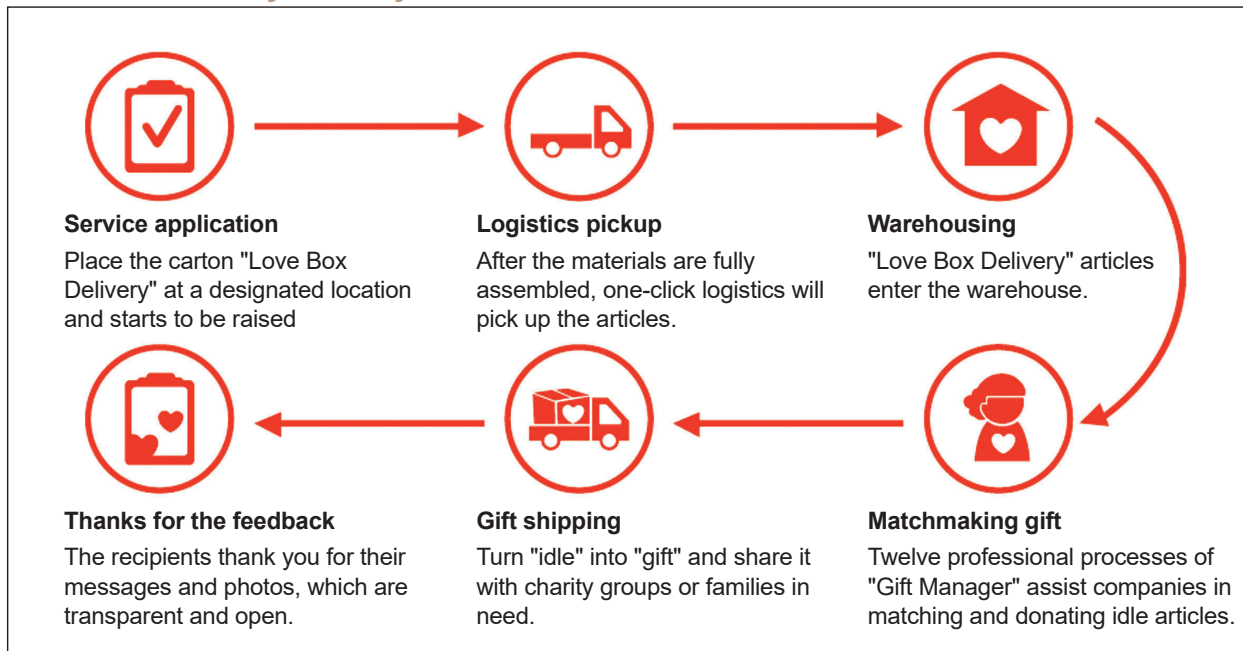 Service application
Place the carton "Love Box
Delivery" at a designated location
and starts to be raised
Logistics pickup
After the materials are fully
assembled, one-click logistics will
pick up the articles.
Warehousing
"Love Box Delivery" articles
enter the warehouse.
Thanks for the feedback
The recipients thank you for their
messages and photos, which are
transparent and open.
Gift shipping
Turn "idle" into "gift" and share it
with charity groups or families in
need.
Matchmaking gift
Twelve professional processes of
"Gift Manager" assist companies in
matching and donating idle articles.